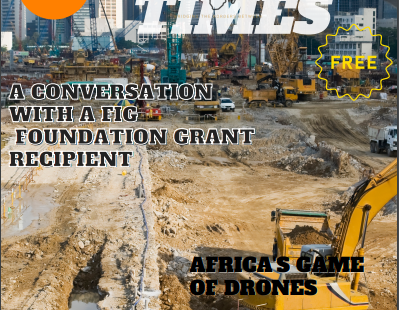 TIMES
FREE
A CONVERSATION
WITH A FIG
FOUNDATION GRANT
RECIPIENT
AFRICA'S GAME
OF DRONES